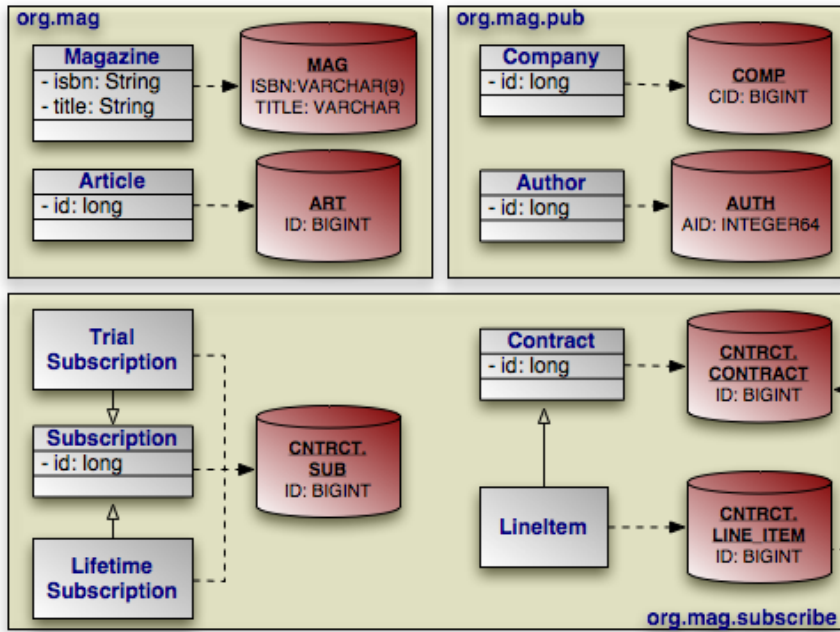 org.mag
Magazine
- isbn: String
- title: String
MAG
ISBN:VARCHAR(9)
TITLE: VARCHAR
Article
- id: long
ART
ID: BIGINT
org.mag.pub
Company
- id: long
COMP
CID: BIGINT
Author
- id: long
AUTH
AID: INTEGER64
Trial
Subscription
Subscription
- id: long
Lifetime
Subscription
CNTRCT.
SUB
ID: BIGINT
Contract
- id: long
CNTRCT.
CONTRACT
ID: BIGINT
LineItem
CNTRCT.
LINE_ITEM
ID: BIGINT
org.mag.subscribe